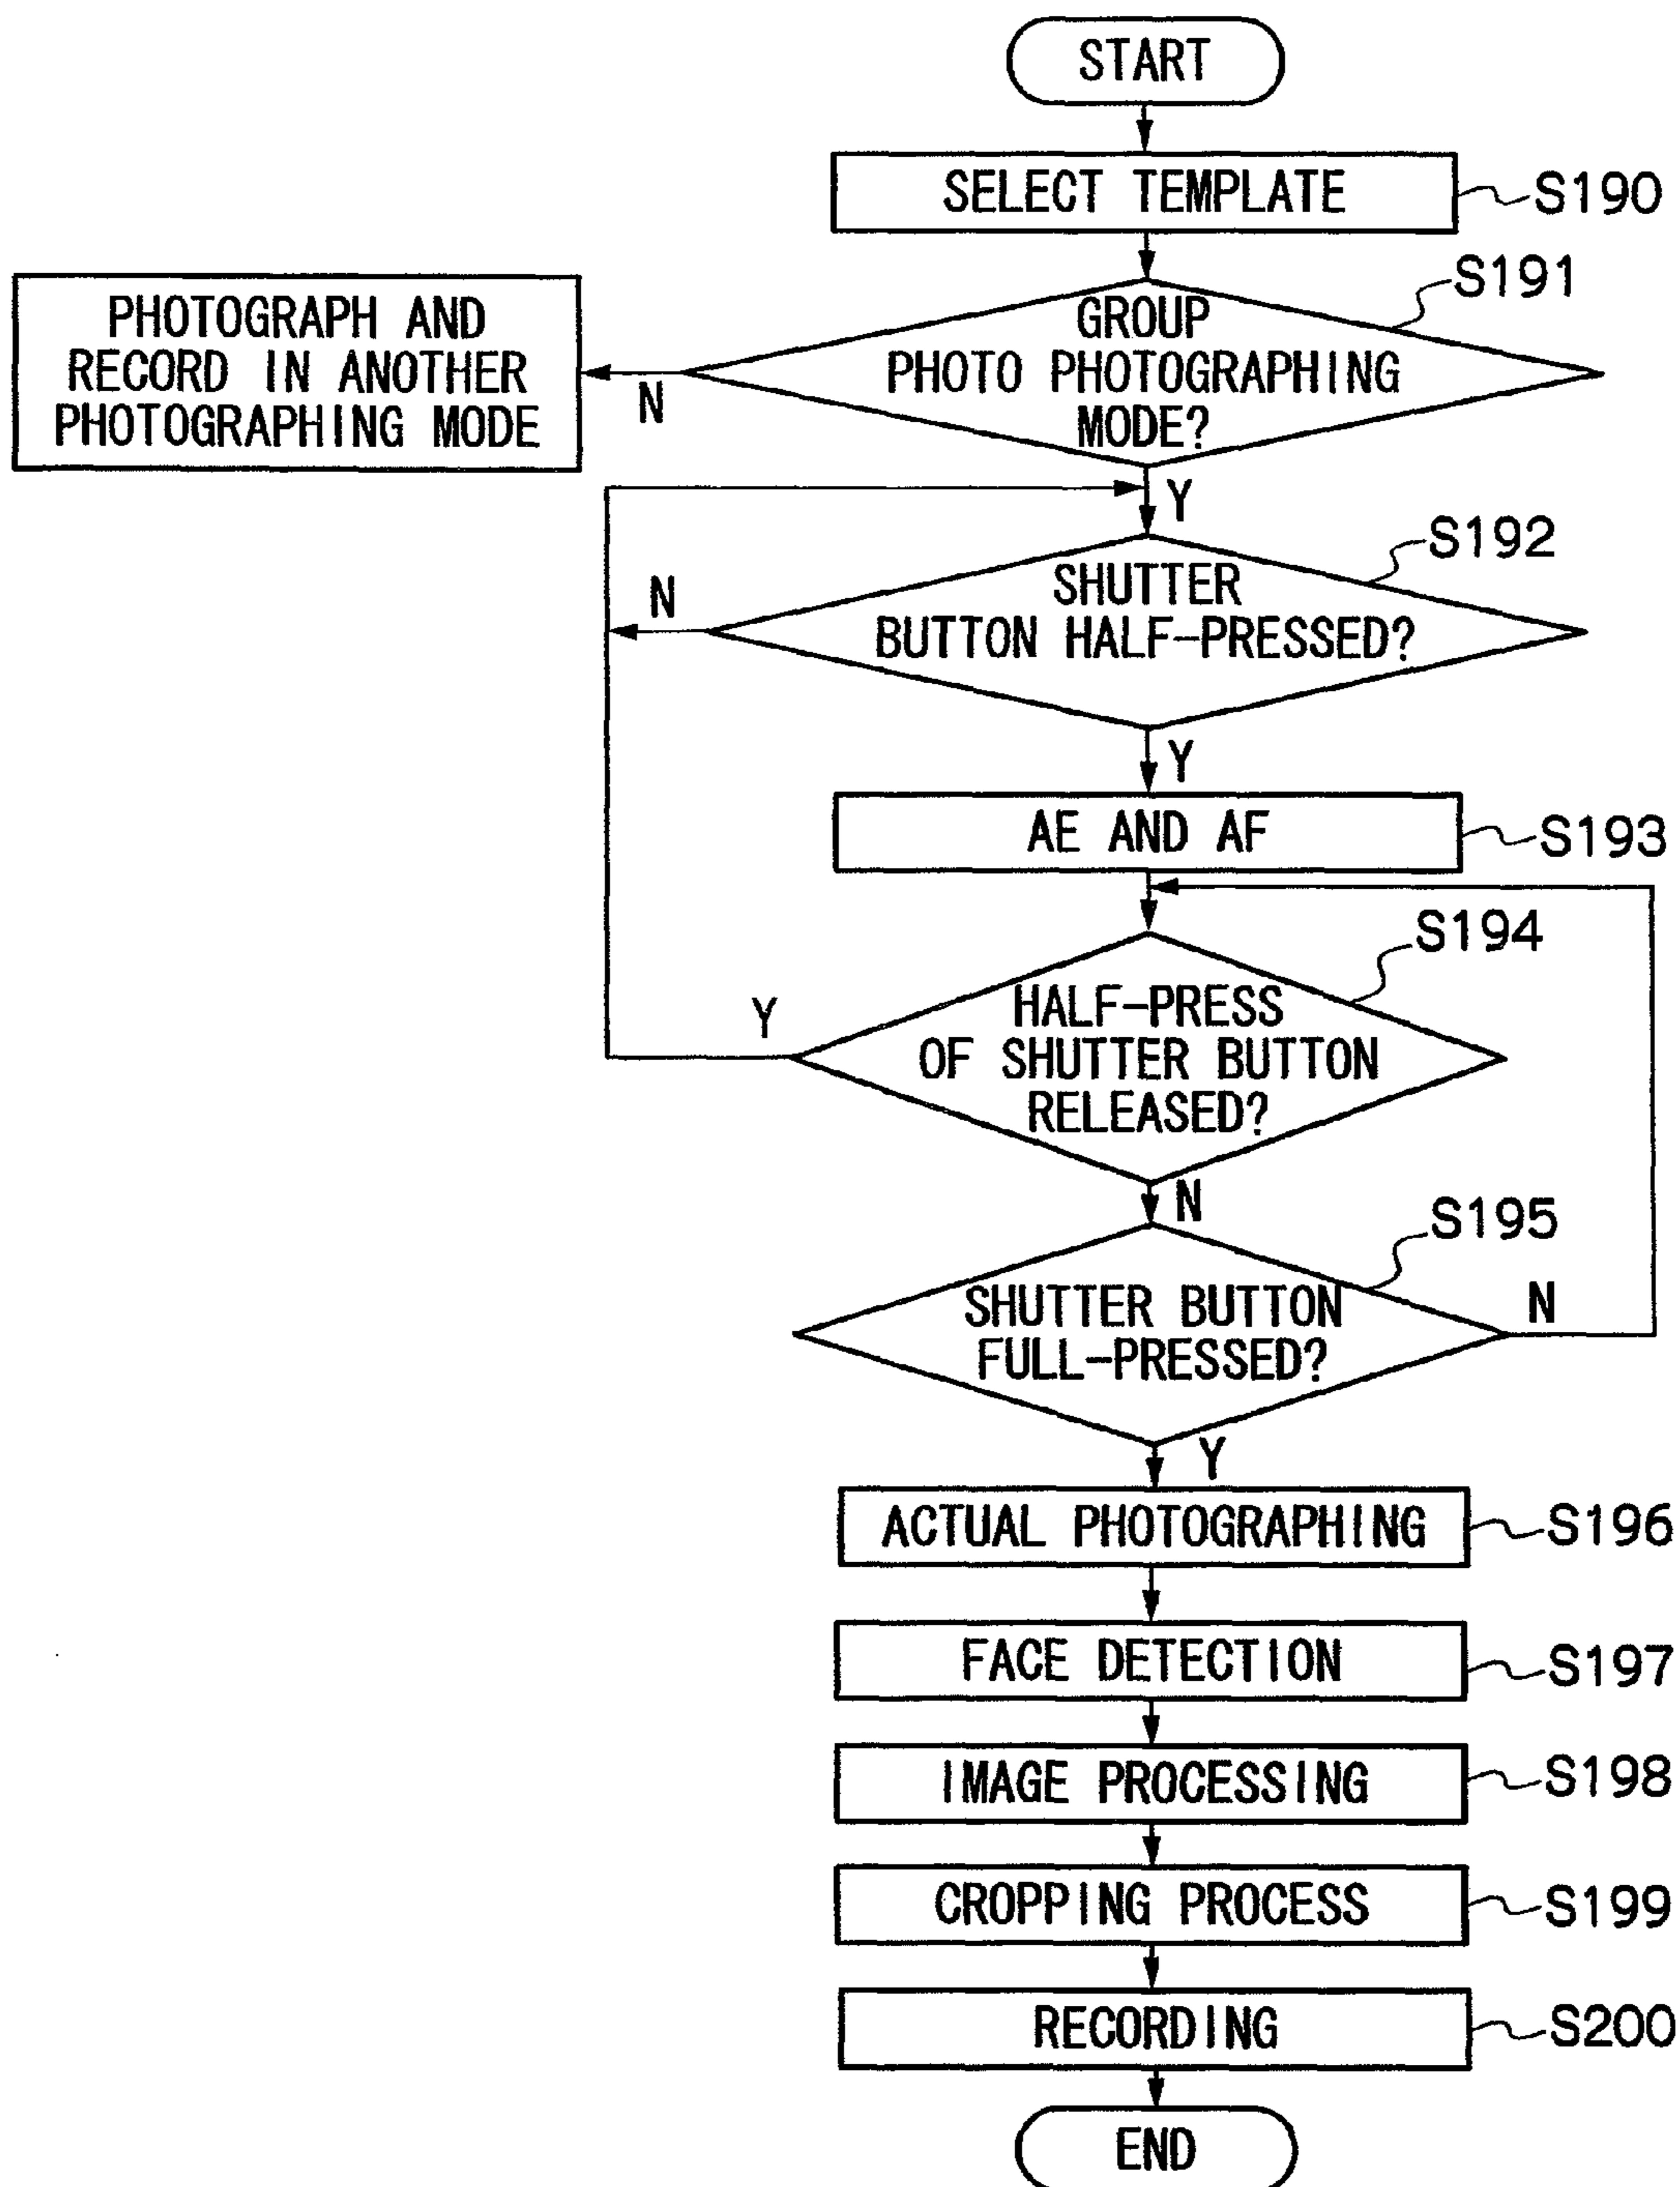 START
SELECT TEMPLATE
S190
S191
GROUP
PHOTO PHOTOGRAPHING
MODE?
PHOTOGRAPH AND
RECORD IN ANOTHER
PHOTOGRAPHING MODE
N
Y
S192
SHUTTER
BUTTON HALF-PRESSED?
N
Y
AE AND AF
S193
S194
HALF-PRESS
OF SHUTTER BUTTON
RELEASED?
Y
N
S195
SHUTTER BUTTON
FULL-PRESSED?
N
Y
ACTUAL PHOTOGRAPHING
S196
FACE DETECTION
S197
IMAGE PROCESSING
S198
CROPPING PROCESS
S199
RECORDING
S200
END